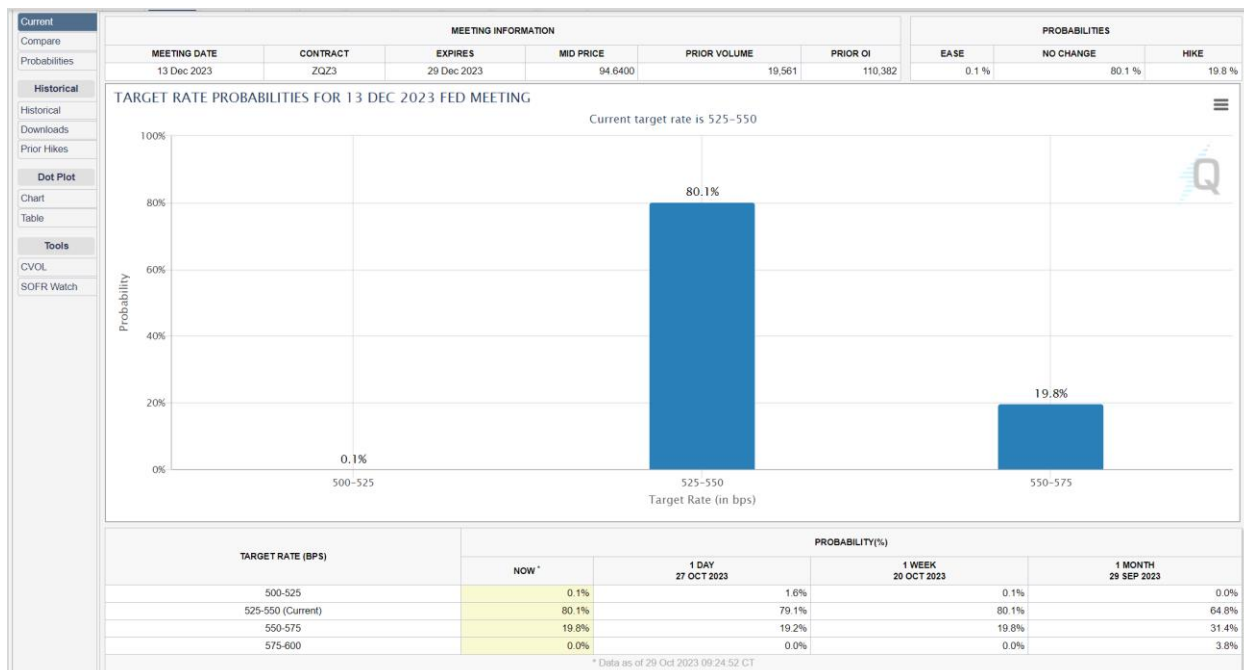 Current
Compare
Probabilities
Historical
Historical
Downloads
Prior Hikes
Dot Plot
Chart
Table
Tools
CVOL
SOFR Watch
MEETING INFORMATION
MEETING DATE CONTRACT EXPIRES MID PRICE PRIOR VOLUME PRIOR OI
13 Dec 2023 ZQZ3 29 Dec 2023 94.6400 19,561 110,382
PROBABILITIES
EASE NO CHANGE HIKE
0.1 % 80.1 % 19.8 %
TARGET RATE PROBABILITIES FOR 13 DEC 2023 FED MEETING
Current target rate is 525-550
Probability
100%
80%
60%
40%
20%
0%
0.1%
80.1%
19.8%
500-525 525-550 550-575
Target Rate (in bps)
Q
TARGET RATE (BPS) PROBABILITY(%)
NOW * 1 DAY 27 OCT 2023 1 WEEK 20 OCT 2023 1 MONTH 29 SEP 2023
500-525 0.1% 1.6% 0.1% 0.0%
525-550 (Current) 80.1% 79.1% 80.1% 64.8%
550-575 19.8% 19.2% 19.8% 31.4%
575-600 0.0% 0.0% 0.0% 3.8%
* Data as of 29 Oct 2023 09:24:52 CT